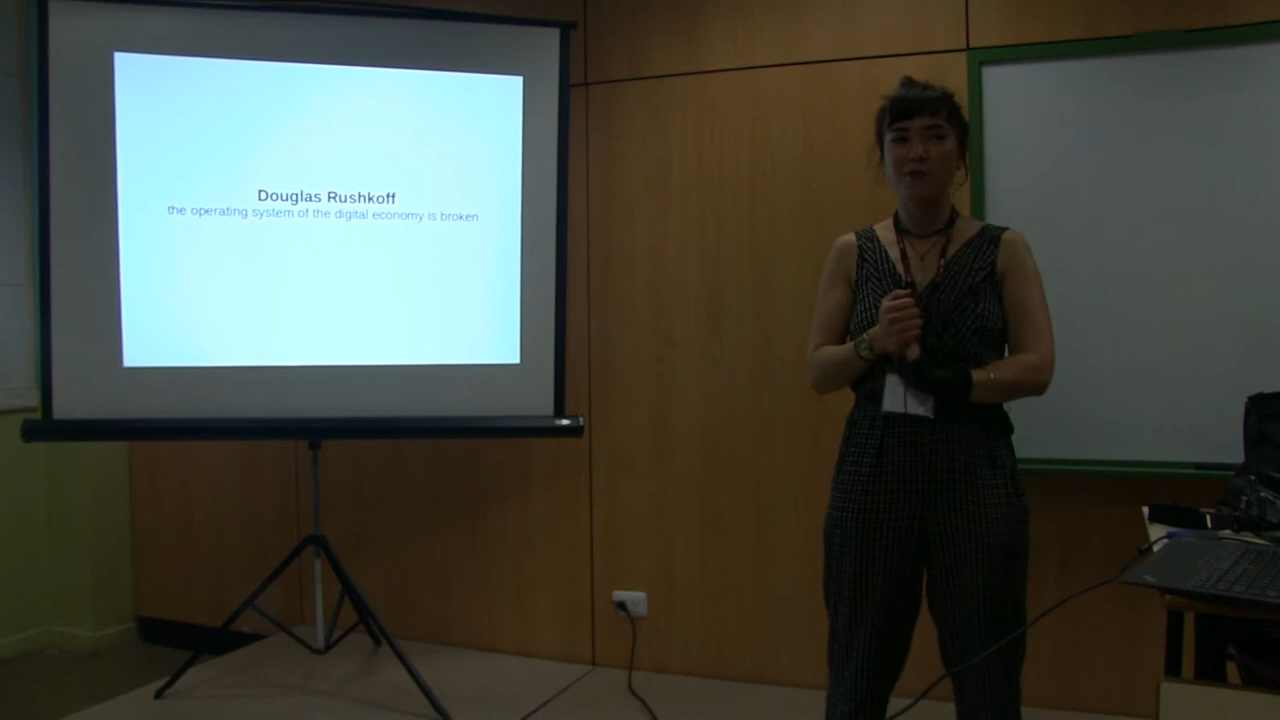 Douglas Rushkoff
the operating system of the digital economy is broken